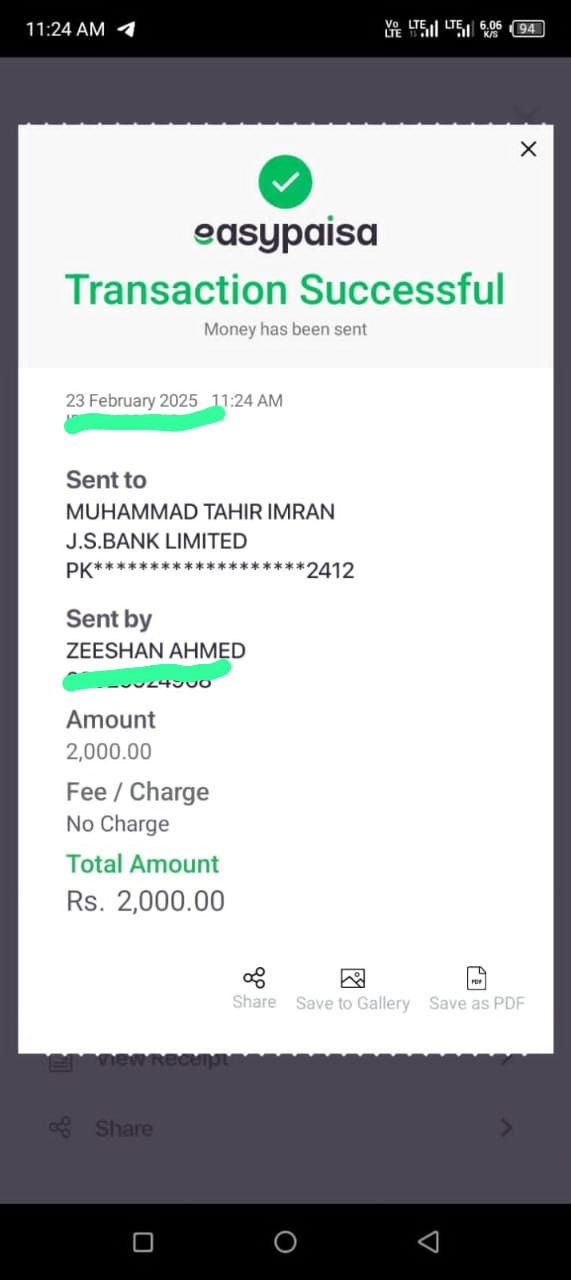 11:24 AM
Vo LTE LTE LTE 6.06 K/S 94
easypaisa
Transaction Successful
Money has been sent
23 February 2025 11:24 AM
Sent to
MUHAMMAD TAHIR IMRAN
J.S.BANK LIMITED
PK*******************2412
Sent by
ZEESHAN AHMED
Amount
2,000.00
Fee / Charge
No Charge
Total Amount
Rs. 2,000.00
Share
Save to Gallery
Save as PDF
PDF
View Receipt
Share